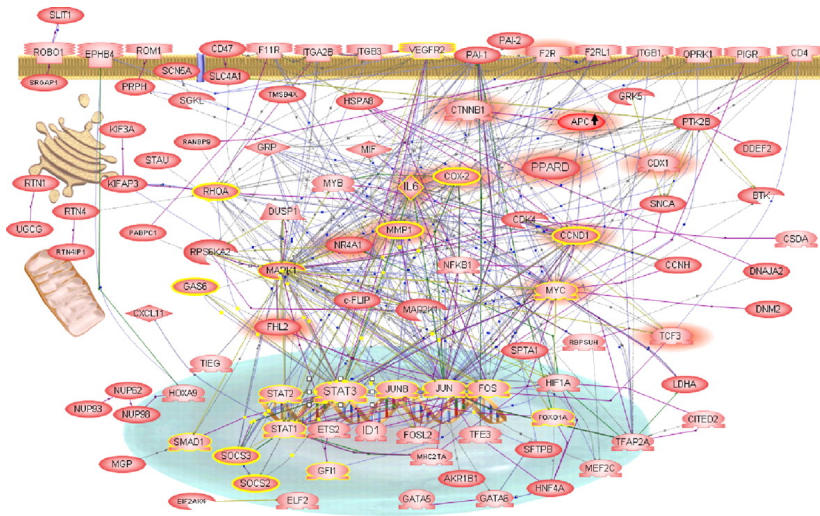 SLIT1
ROBO1
EPHB4
ROM1
CD47
F11R
ITGA2B
ITGB3
VEGFR2
PAI-1
PAI-2
F2R
F2RL1
ITGB1
OPRK1
PIGR
CD4
SRGAP1
PRPH
SCN5A
SLC4A1
SGKL
TMSB4X
HSPA8
CTNNB1
APC
GRK5
PTK2B
KIF3A
RANBP9
GRP
MIF
PPARD
CDX1
DDEF2
STAU
RTN1
KIFAP3
RHOA
MYB
IL6
COX-2
BTK
UGCG
RTN4
DUSP1
CDK4
SNCA
RTN4IP1
PABPC1
RPS6KA2
NR4A1
MMP1
CCND1
CSDA
MAPK1
NFKB1
CCNH
DNAJA2
GAS6
c-FLIP
MAP2K1
MYC
DNM2
CXCL11
FHL2
TCF3
TIEG
SPTA1
RBPSUH
NUP62
HOXA9
STAT2
STAT3
JUNB
JUN
FOS
HIF1A
LDHA
NUP93
NUP98
FOXO1A
CITED2
SMAD1
STAT1
ETS2
ID1
FOSL2
TFE3
TFAP2A
MGP
SOCS3
GFI1
MHC2TA
SFTPB
MEF2C
SOCS2
AKR1B1
HNF4A
EIF2AK4
ELF2
GATA5
GATA6